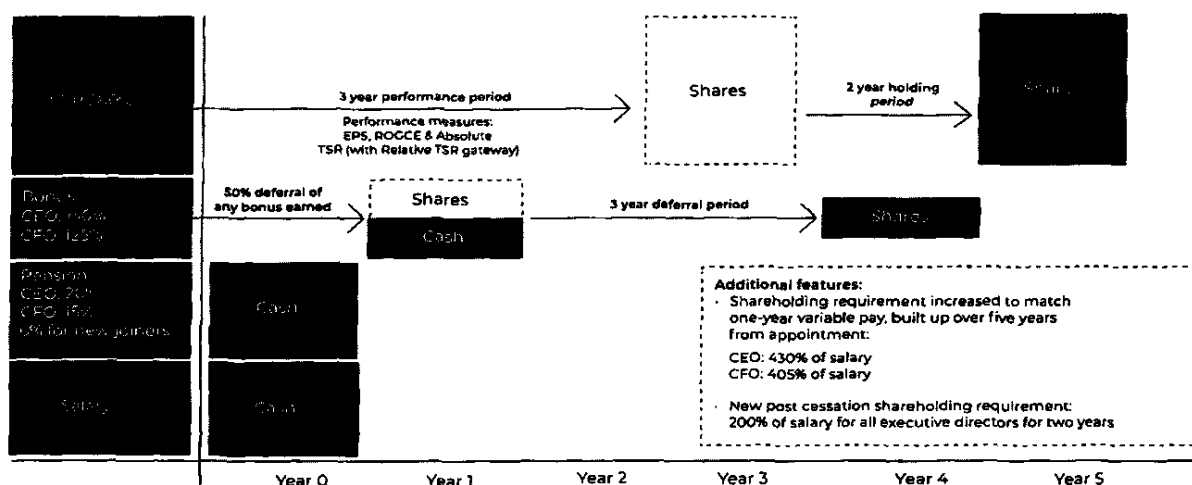 3 year performance period
Performance measures:
EPS, ROGCE & Absolute
TSR (with Relative TSR gateway)
Shares
2 year holding
period
Shares
Bonus
CFO: 125%
50% deferral of
any bonus earned
Shares
Cash
3 year deferral period
Shares
Pension
0% for new joiners
Cash
Additional features:
· Shareholding requirement increased to match
one-year variable pay, built up over five years
from appointment:
CEO: 430% of salary
CFO: 405% of salary
· New post cessation shareholding requirement:
200% of salary for all executive directors for two years
Salary
Cash
Year 0
Year 1
Year 2
Year 3
Year 4
Year 5